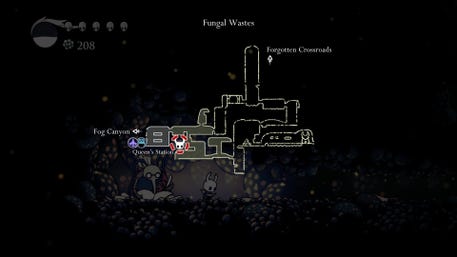 Fungal Wastes
208
Forgotten Crossroads
Fog Canyon
Queen's Station